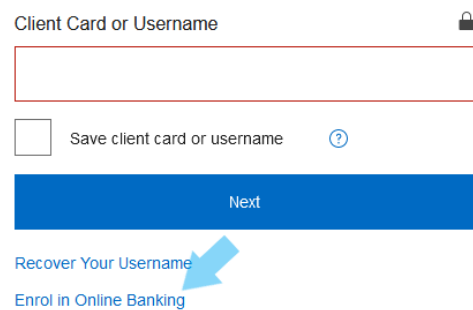 Client Card or Username
Save client card or username ?
Next
Recover Your Username
Enrol in Online Banking